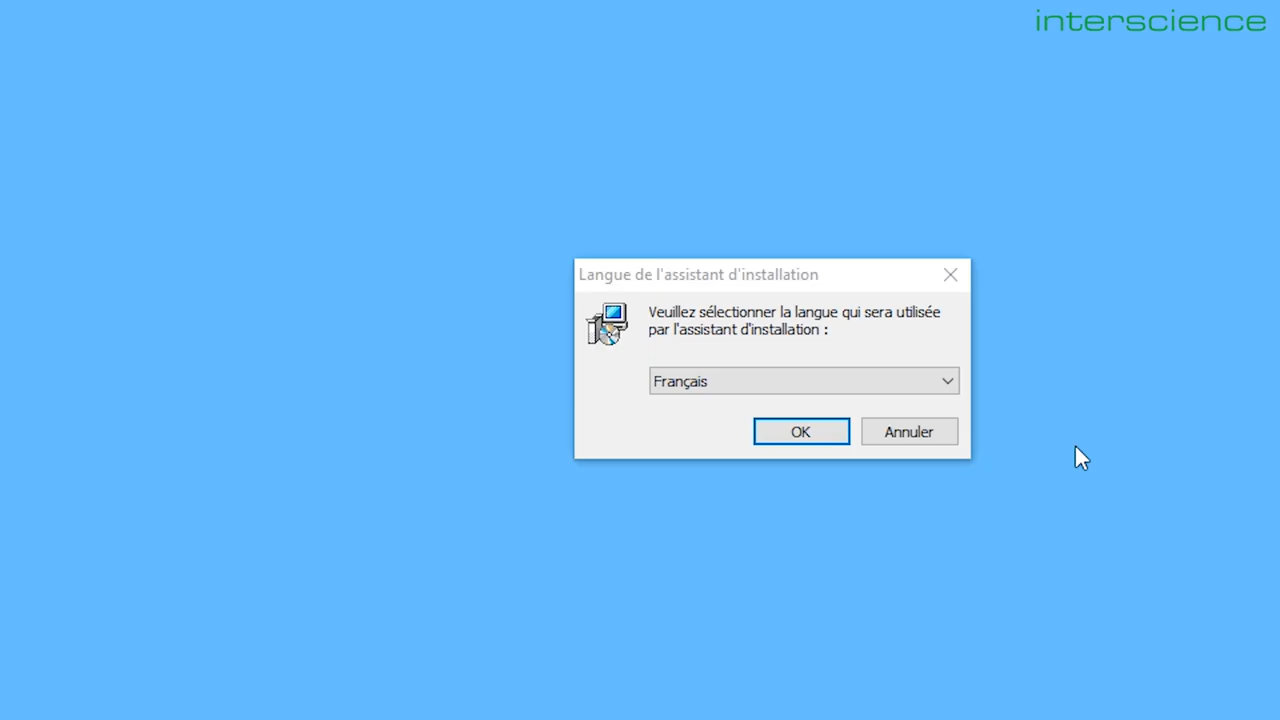 interscience
Langue de l'assistant d'installation
Veuillez sélectionner la langue qui sera utilisée
par l'assistant d'installation :
Français
OK
Annuler